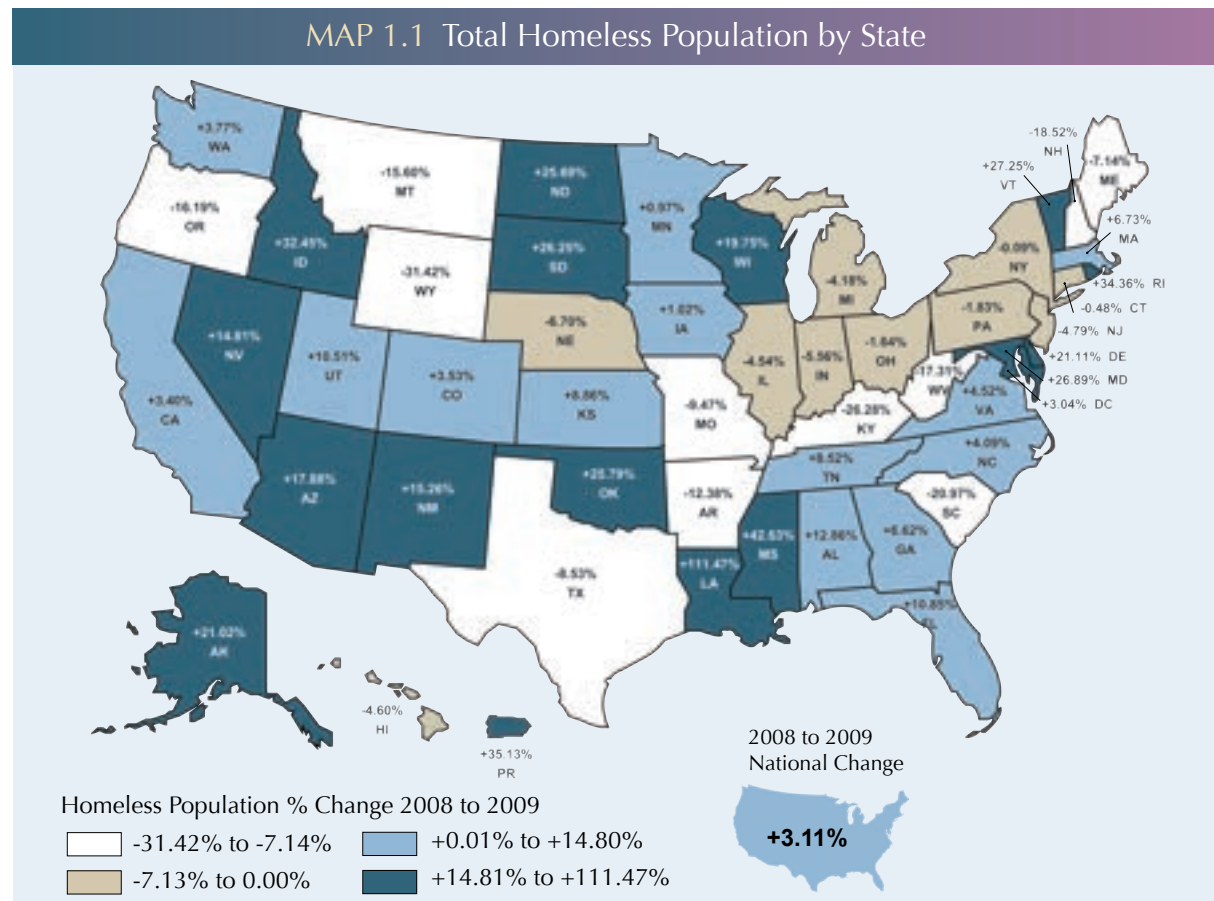 MAP 1.1 Total Homeless Population by State
+3.77%
WA
-16.19%
OR
+3.40%
CA
+32.45%
ID
+14.81%
NV
-15.60%
MT
-31.42%
WY
+10.51%
UT
+3.53%
CO
+17.88%
AZ
+15.26%
NM
+25.69%
ND
+26.25%
SD
-6.70%
NE
+8.86%
KS
+25.79%
OK
-8.53%
TX
+0.97%
MN
+1.02%
IA
-9.47%
MO
-12.38%
AR
+111.47%
LA
+19.75%
WI
-4.54%
IL
-4.18%
MI
-5.56%
IN
-1.84%
OH
-26.28%
KY
+8.52%
TN
+42.63%
MS
+12.86%
AL
+6.62%
GA
+10.85%
FL
-20.97%
SC
+4.09%
NC
+4.52%
VA
-17.31%
WV
-1.83%
PA
-0.09%
NY
+27.25%
VT
-18.52%
NH
-7.14%
ME
+6.73%
MA
+34.36% RI
-0.48% CT
-4.79% NJ
+21.11% DE
+26.89% MD
+3.04% DC
+21.02%
AK
-4.60%
HI
+35.13%
PR
2008 to 2009
National Change
+3.11%
Homeless Population % Change 2008 to 2009
-31.42% to -7.14%
+0.01% to +14.80%
-7.13% to 0.00%
+14.81% to +111.47%